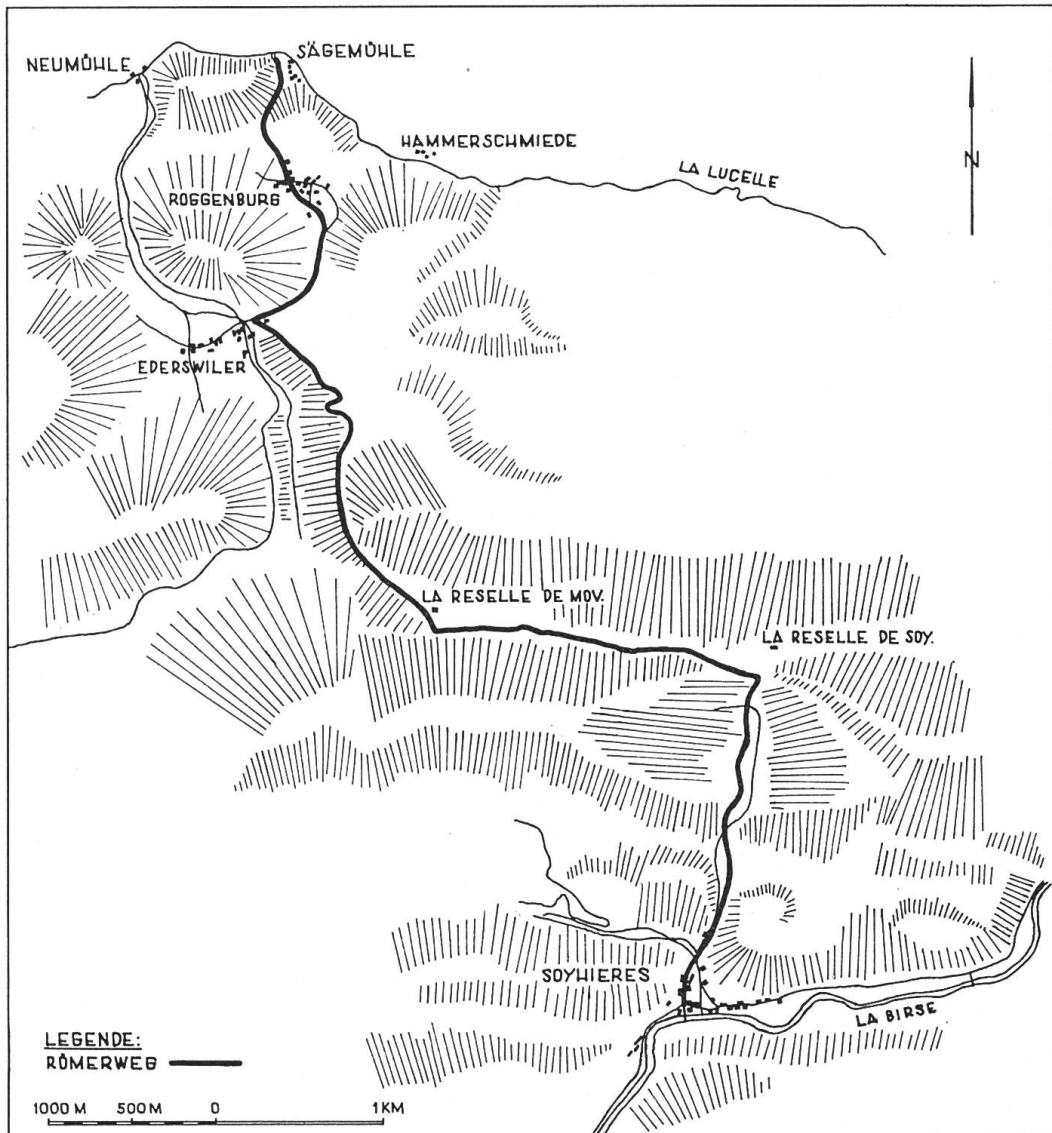 NEUMÜHLE
SÄGEMÜHLE
HAMMERSCHMIEDE
LA LUCELLE
N
ROGGENBURG
EDERSWILER
LA RESELLE DE MOV.
LA RESELLE DE SOY.
SOYHIERES
LA BIRSE
LEGENDE:
RÖMERWEG
1000 M 500 M 0 1 KM